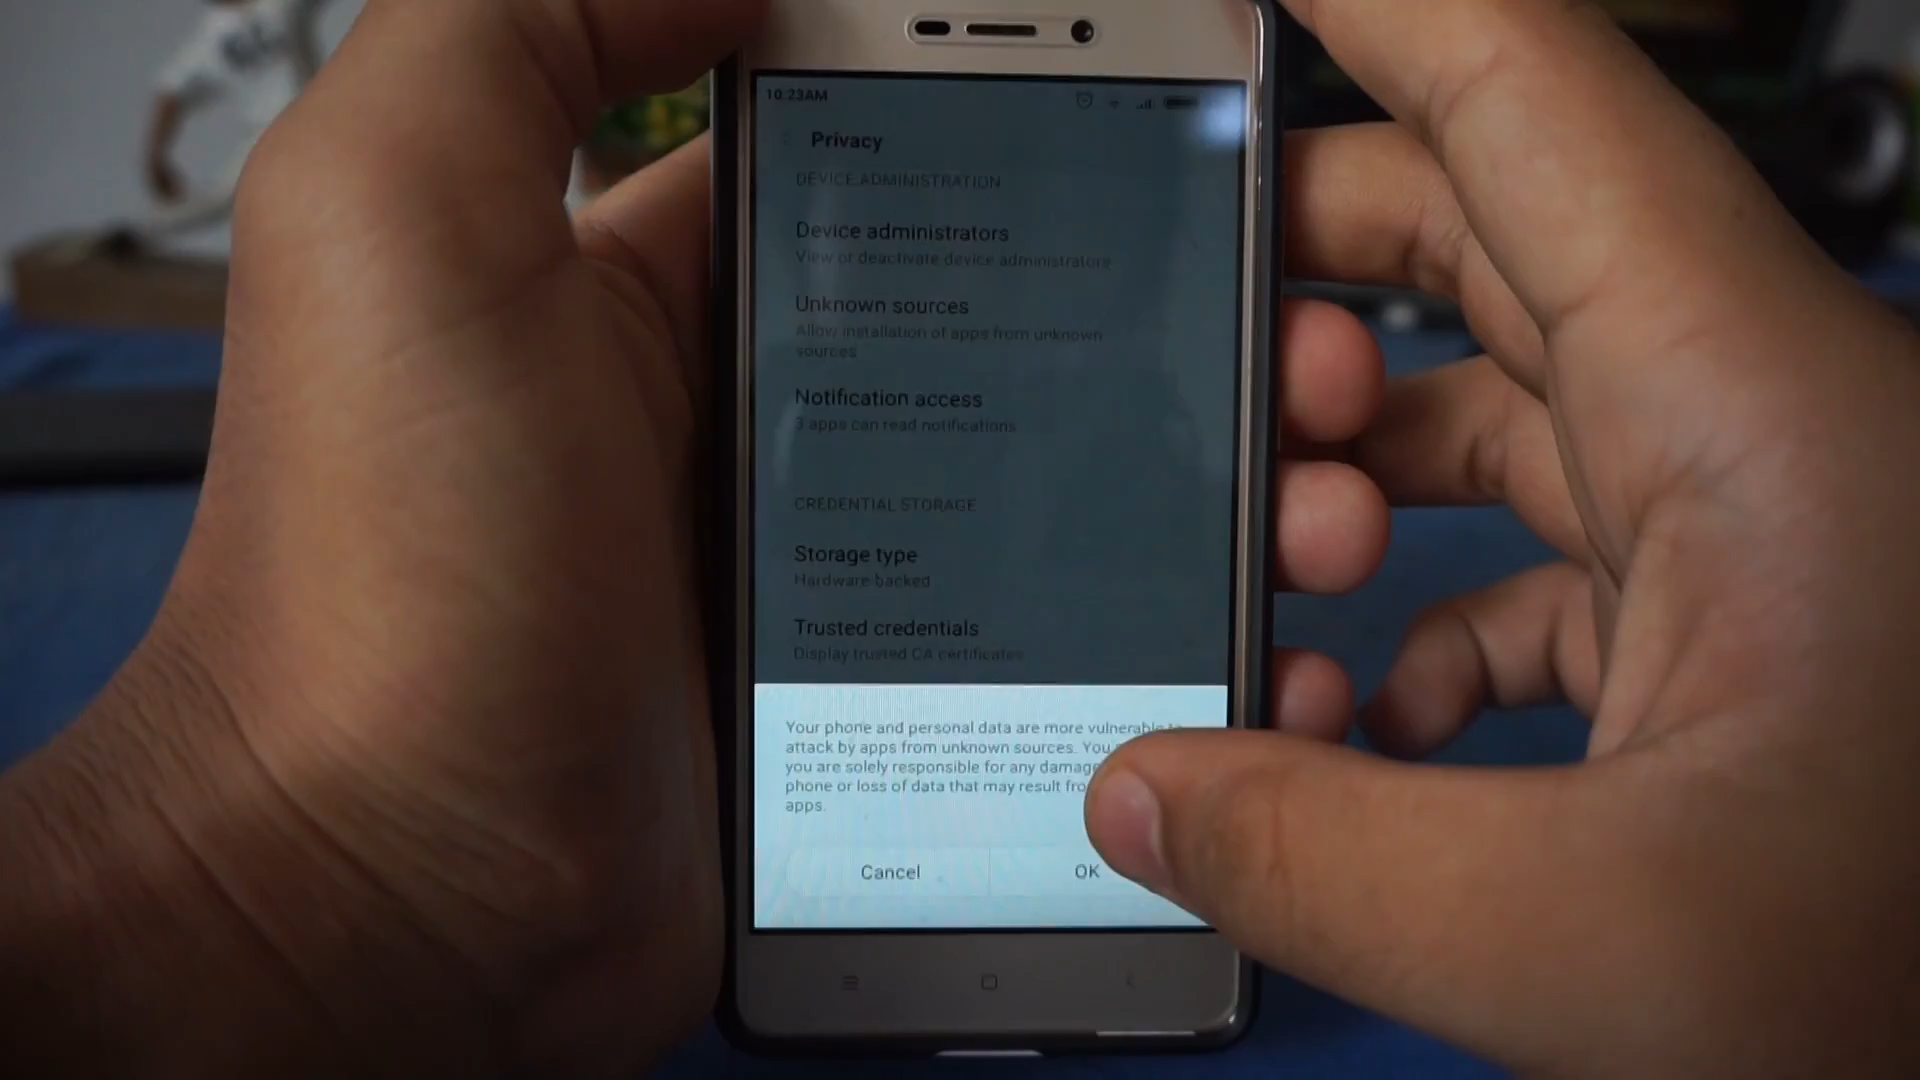 10:23AM
Privacy
DEVICE ADMINISTRATION
Device administrators
View or deactivate device administrators
Unknown sources
Allow installation of apps from unknown
sources
Notification access
3 apps can read notifications
CREDENTIAL STORAGE
Storage type
Hardware-backed
Trusted credentials
Display trusted CA certificates
Your phone and personal data are more vulnerable to
attack by apps from unknown sources. You
you are solely responsible for any damage
phone or loss of data that may result
apps.
Cancel
OK